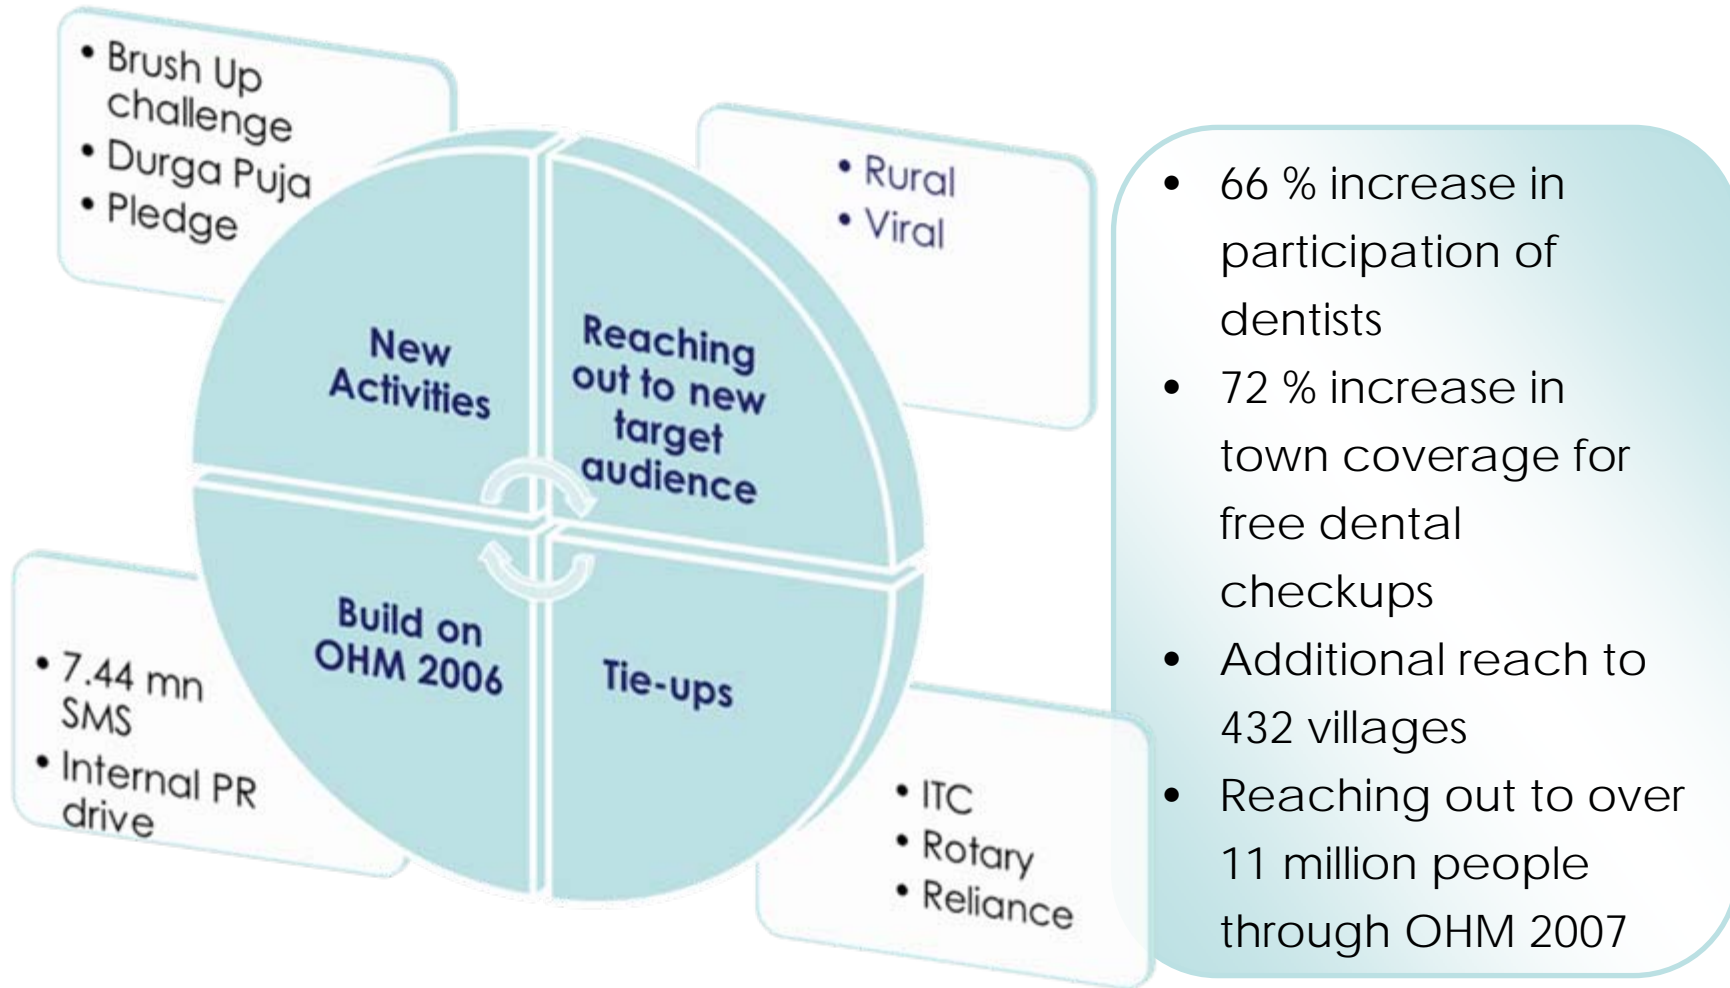 • Brush Up
challenge
• Durga Puja
• Pledge
• Rural
• Viral
New
Activities
Reaching
out to new
target
audience
Build on
OHM 2006
Tie-ups
• 7.44 mn
SMS
• Internal PR
drive
• ITC
• Rotary
• Reliance
• 66 % increase in
participation of
dentists
• 72 % increase in
town coverage for
free dental
checkups
• Additional reach to
432 villages
• Reaching out to over
11 million people
through OHM 2007